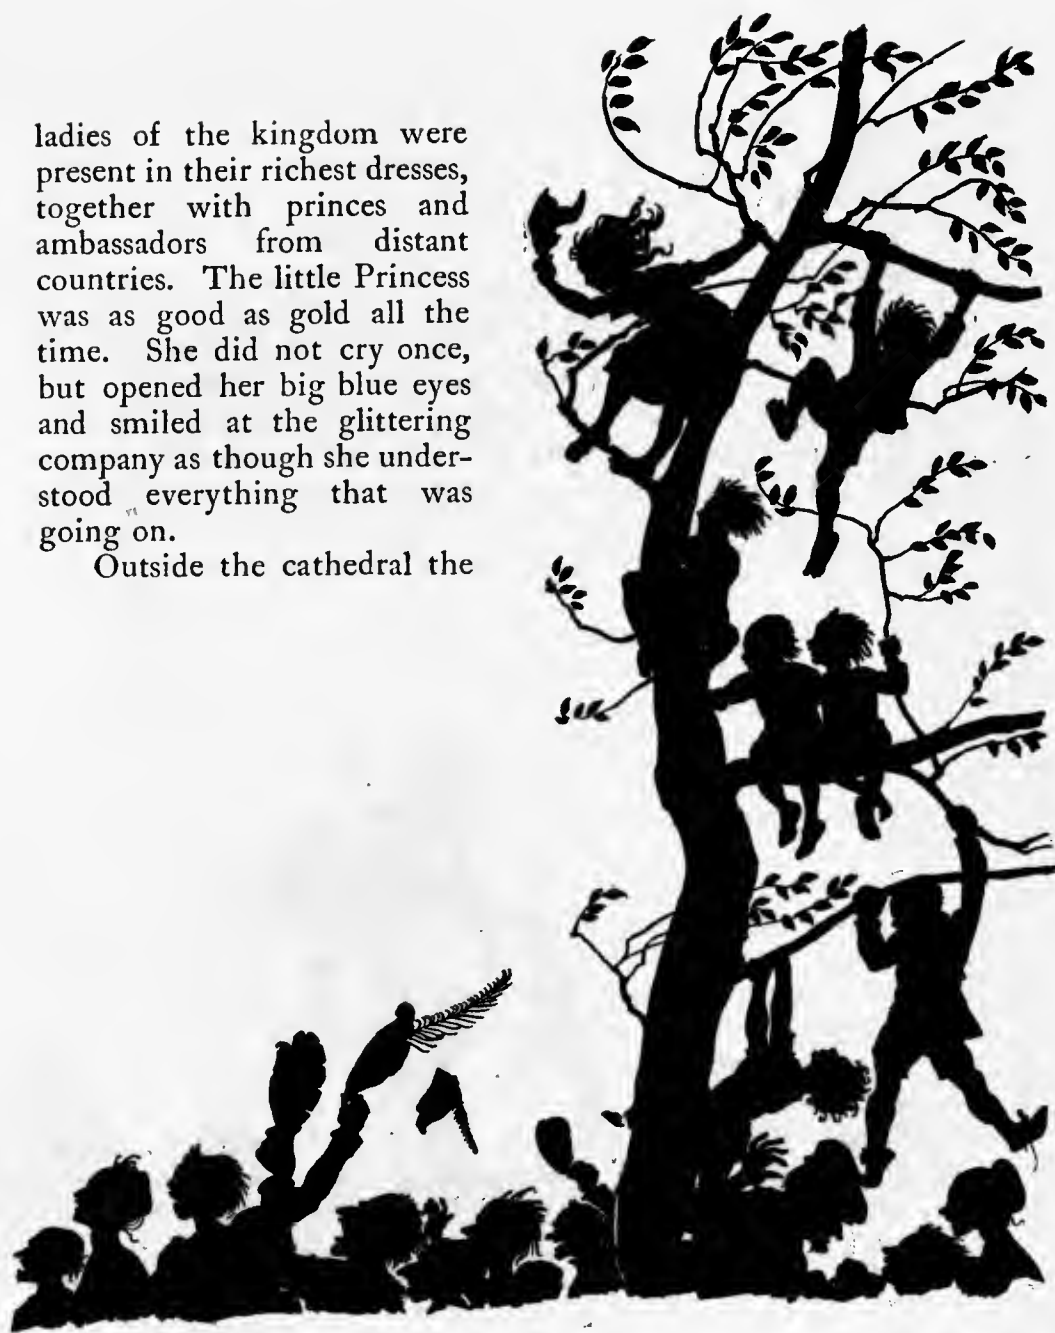 ladies of the kingdom were
present in their richest dresses,
together with princes and
ambassadors from distant
countries. The little Princess
was as good as gold all the
time. She did not cry once,
but opened her big blue eyes
and smiled at the glittering
company as though she under-
stood everything that was
going on.
Outside the cathedral the